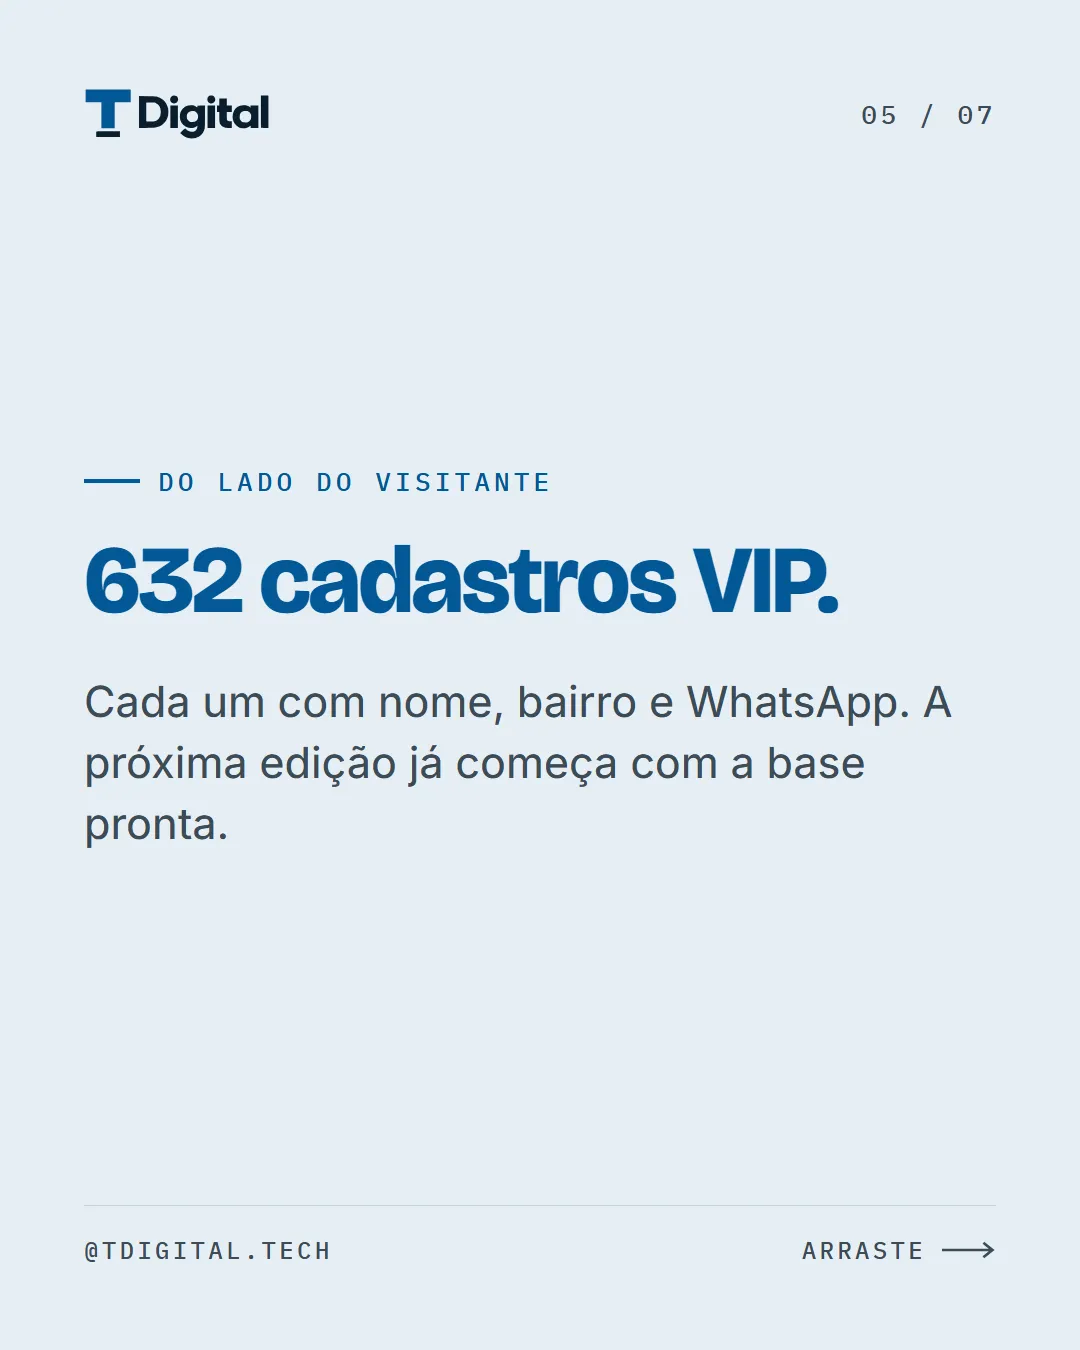 T Digital
05 / 07
DO LADO DO VISITANTE
632 cadastros VIP.
Cada um com nome, bairro e WhatsApp. A
próxima edição já começa com a base
pronta.
@TDIGITAL.TECH
ARRASTE